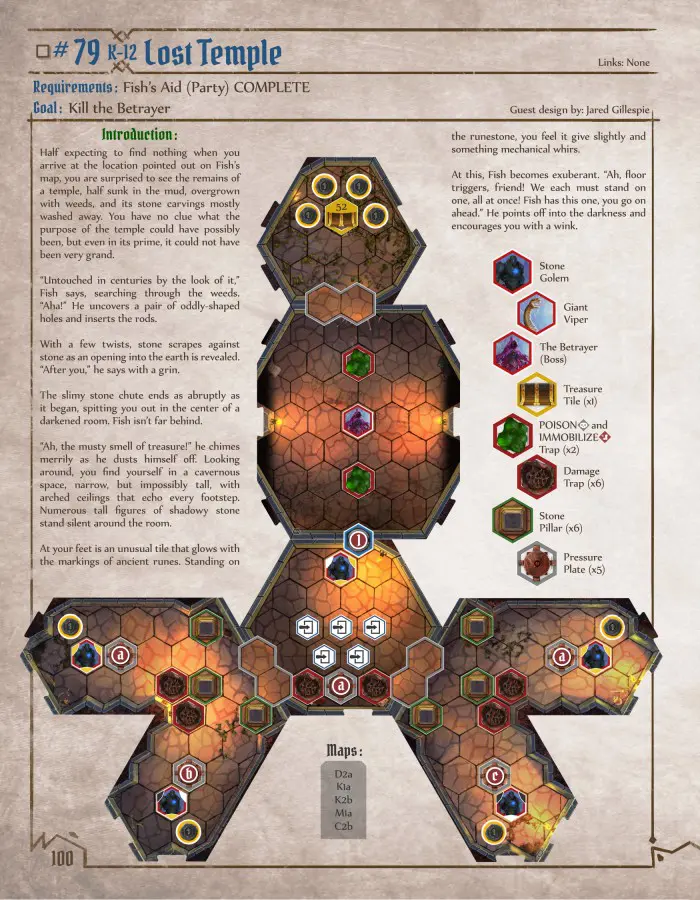 #79 K-12 Lost Temple
Links: None
Requirements: Fish's Aid (Party) COMPLETE
Goal: Kill the Betrayer
Guest design by: Jared Gillespie
Introduction:
Half expecting to find nothing when you
arrive at the location pointed out on Fish's
map, you are surprised to see the remains of
a temple, half sunk in the mud, overgrown
with weeds, and its stone carvings mostly
washed away. You have no clue what the
purpose of the temple could have possibly
been, but even in its prime, it could not have
been very grand.
"Untouched in centuries by the look of it,"
Fish says, searching through the weeds.
"Aha!" He uncovers a pair of oddly-shaped
holes and inserts the rods.
With a few twists, stone scrapes against
stone as an opening into the earth is revealed.
"After you," he says with a grin.
The slimy stone chute ends as abruptly as
it began, spitting you out in the center of a
darkened room. Fish isn't far behind.
"Ah, the musty smell of treasure!" he chimes
merrily as he dusts himself off. Looking
around, you find yourself in a cavernous
space, narrow, but impossibly tall, with
arched ceilings that echo every footstep.
Numerous tall figures of shadowy stone
stand silent around the room.
At your feet is an unusual tile that glows with
the markings of ancient runes. Standing on
the runestone, you feel it give slightly and
something mechanical whirs.
At this, Fish becomes exuberant. "Ah, floor
triggers, friend! We each must stand on
one, all at once! Fish has this one, you go on
ahead." He points off into the darkness and
encourages you with a wink.
Stone
Golem
Giant
Viper
The Betrayer
(Boss)
Treasure
Tile (x1)
POISON and
IMMOBILIZE
Trap (x2)
Damage
Trap (x6)
Stone
Pillar (x6)
Pressure
Plate (x5)
1
1
1
52
1
1
1
1
a
a
a
b
c
1
1
Maps:
D2a
K1a
K2b
M1a
C2b
100